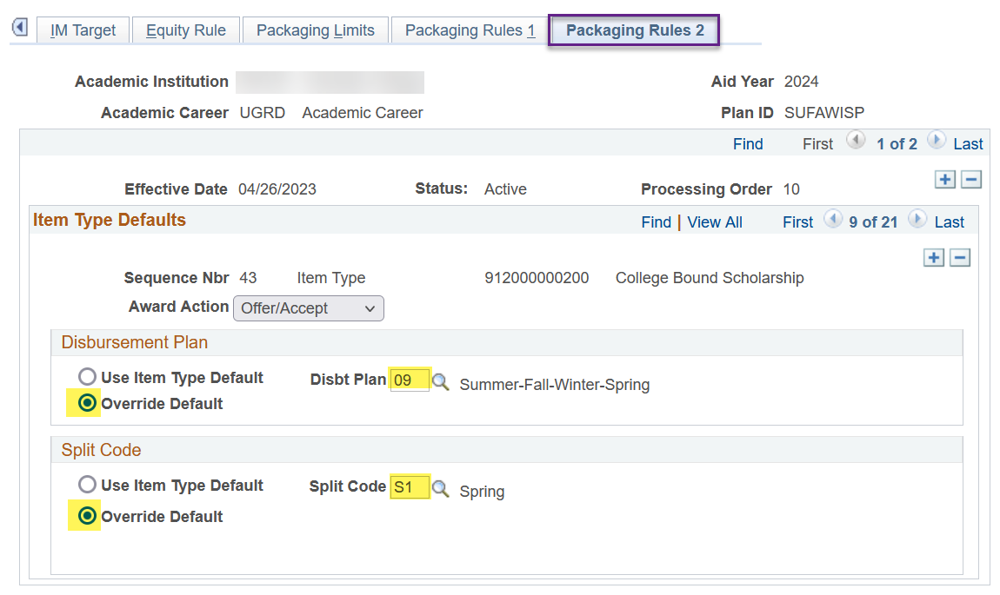 IM Target Equity Rule Packaging Limits Packaging Rules 1 Packaging Rules 2
Academic Institution Aid Year 2024
Academic Career UGRD Academic Career Plan ID SUFAWISP
Find First 1 of 2 Last
Effective Date 04/26/2023 Status: Active Processing Order 10
Item Type Defaults Find | View All First 9 of 21 Last
Sequence Nbr 43 Item Type 912000000200 College Bound Scholarship
Award Action Offer/Accept
Disbursement Plan
Use Item Type Default Disbt Plan 09 Summer-Fall-Winter-Spring
Override Default
Split Code
Use Item Type Default Split Code S1 Spring
Override Default